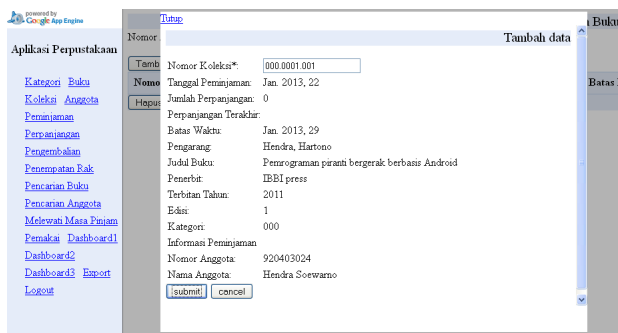 powered by
Google App Engine
Aplikasi Perpustakaan
Kategori Buku
Koleksi Anggota
Peminjaman
Perpanjangan
Pengembalian
Penempatan Rak
Pencarian Buku
Pencarian Anggota
Melewati Masa Pinjam
Pemakai Dashboard1
Dashboard2
Dashboard3 Export
Logout
Nomor
Tamb
Nomo
Hapus
Buku
Batas
Tutup
Tambah data
Nomor Koleksi*: 000.0001.001
Tanggal Peminjaman: Jan. 2013, 22
Jumlah Perpanjangan: 0
Perpanjangan Terakhir:
Batas Waktu: Jan. 2013, 29
Pengarang: Hendra, Hartono
Judul Buku: Pemrograman piranti bergerak berbasis Android
Penerbit: IBBI press
Terbitan Tahun: 2011
Edisi: 1
Kategori: 000
Informasi Peminjaman
Nomor Anggota: 920403024
Nama Anggota: Hendra Soewarno
submit cancel